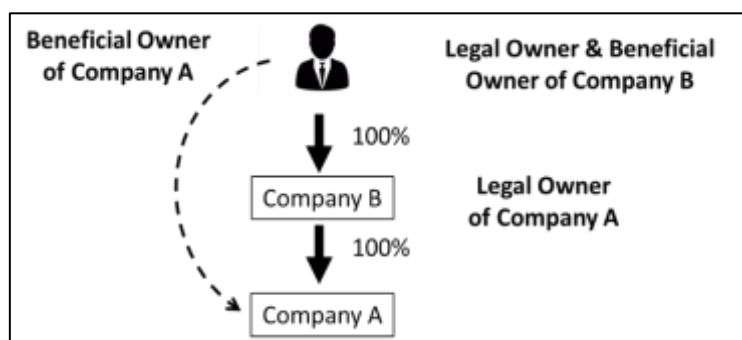 Beneficial Owner
of Company A
Legal Owner & Beneficial
Owner of Company B
100%
Company B
Legal Owner
of Company A
100%
Company A